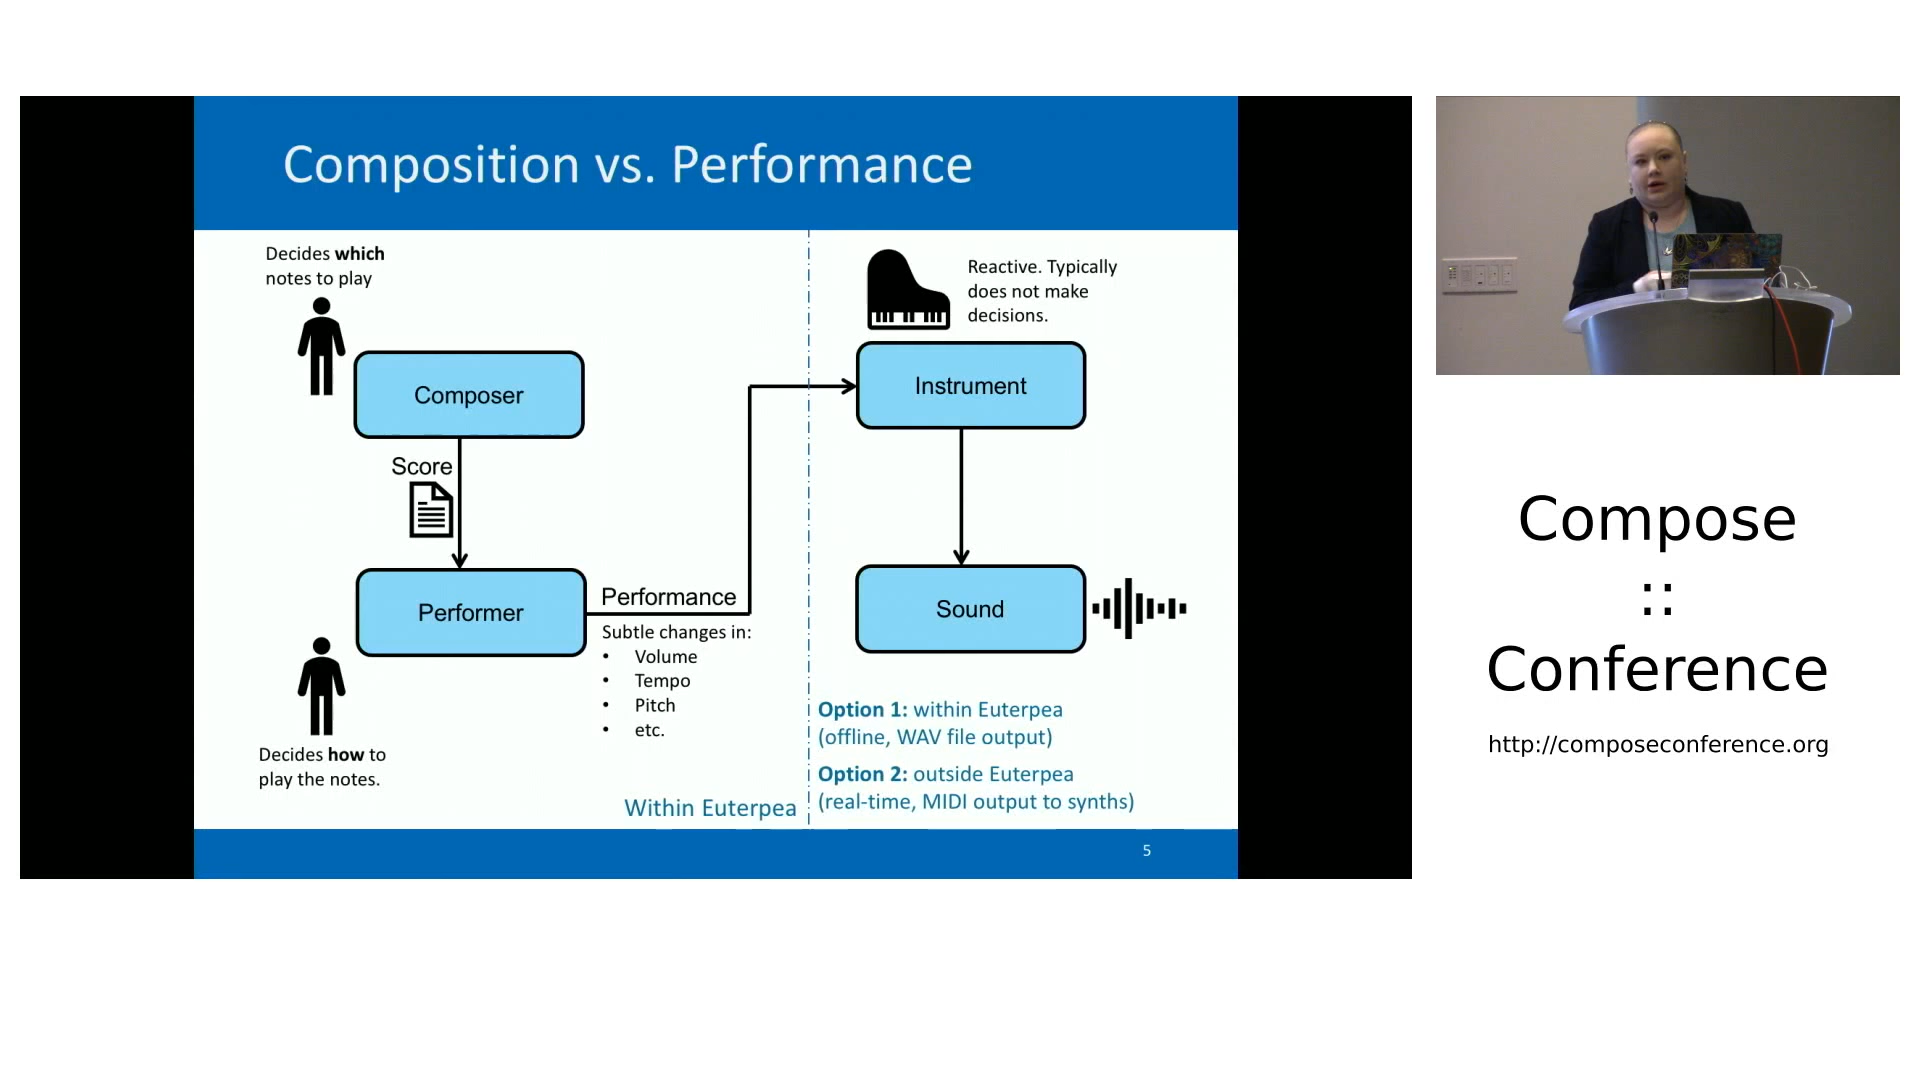 Composition vs. Performance
Decides which
notes to play
Composer
Score
Performer
Decides how to
play the notes.
Performance
Subtle changes in:
• Volume
• Tempo
• Pitch
• etc.
Within Euterpea
Reactive. Typically
does not make
decisions.
Instrument
Sound
Option 1: within Euterpea
(offline, WAV file output)
Option 2: outside Euterpea
(real-time, MIDI output to synths)
5
Compose
::
Conference
http://composeconference.org